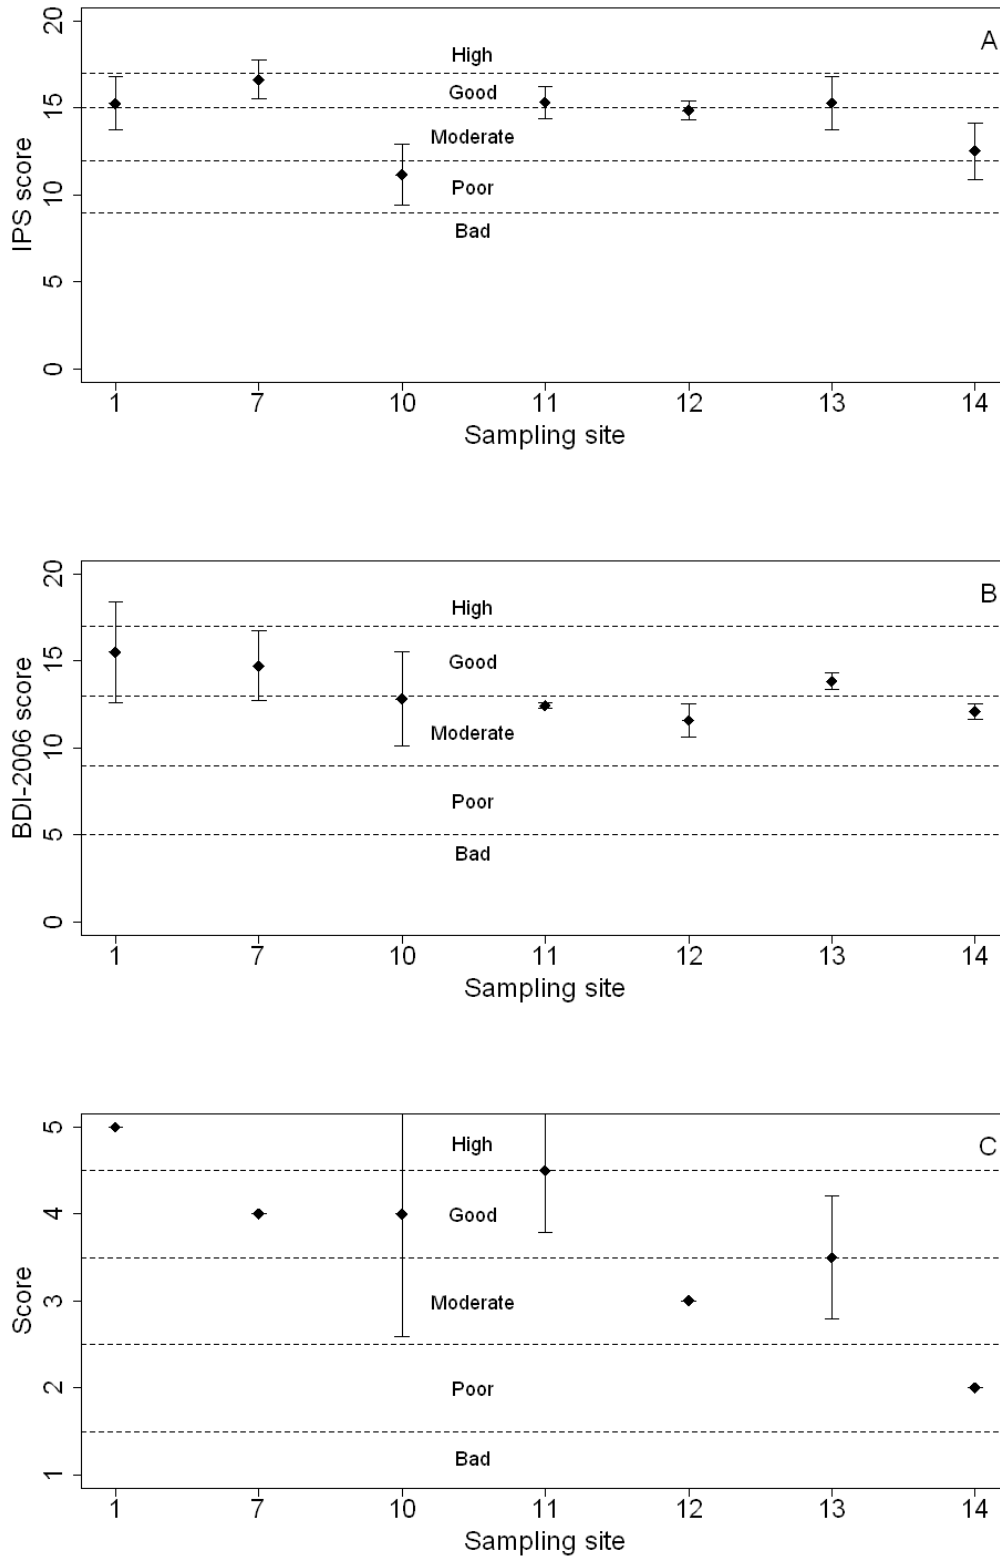 A
IPS score
20
15
10
5
0
High
Good
Moderate
Poor
Bad
1 7 10 11 12 13 14
Sampling site
B
BDI-2006 score
20
15
10
5
0
High
Good
Moderate
Poor
Bad
1 7 10 11 12 13 14
Sampling site
C
Score
5
4
3
2
1
High
Good
Moderate
Poor
Bad
1 7 10 11 12 13 14
Sampling site